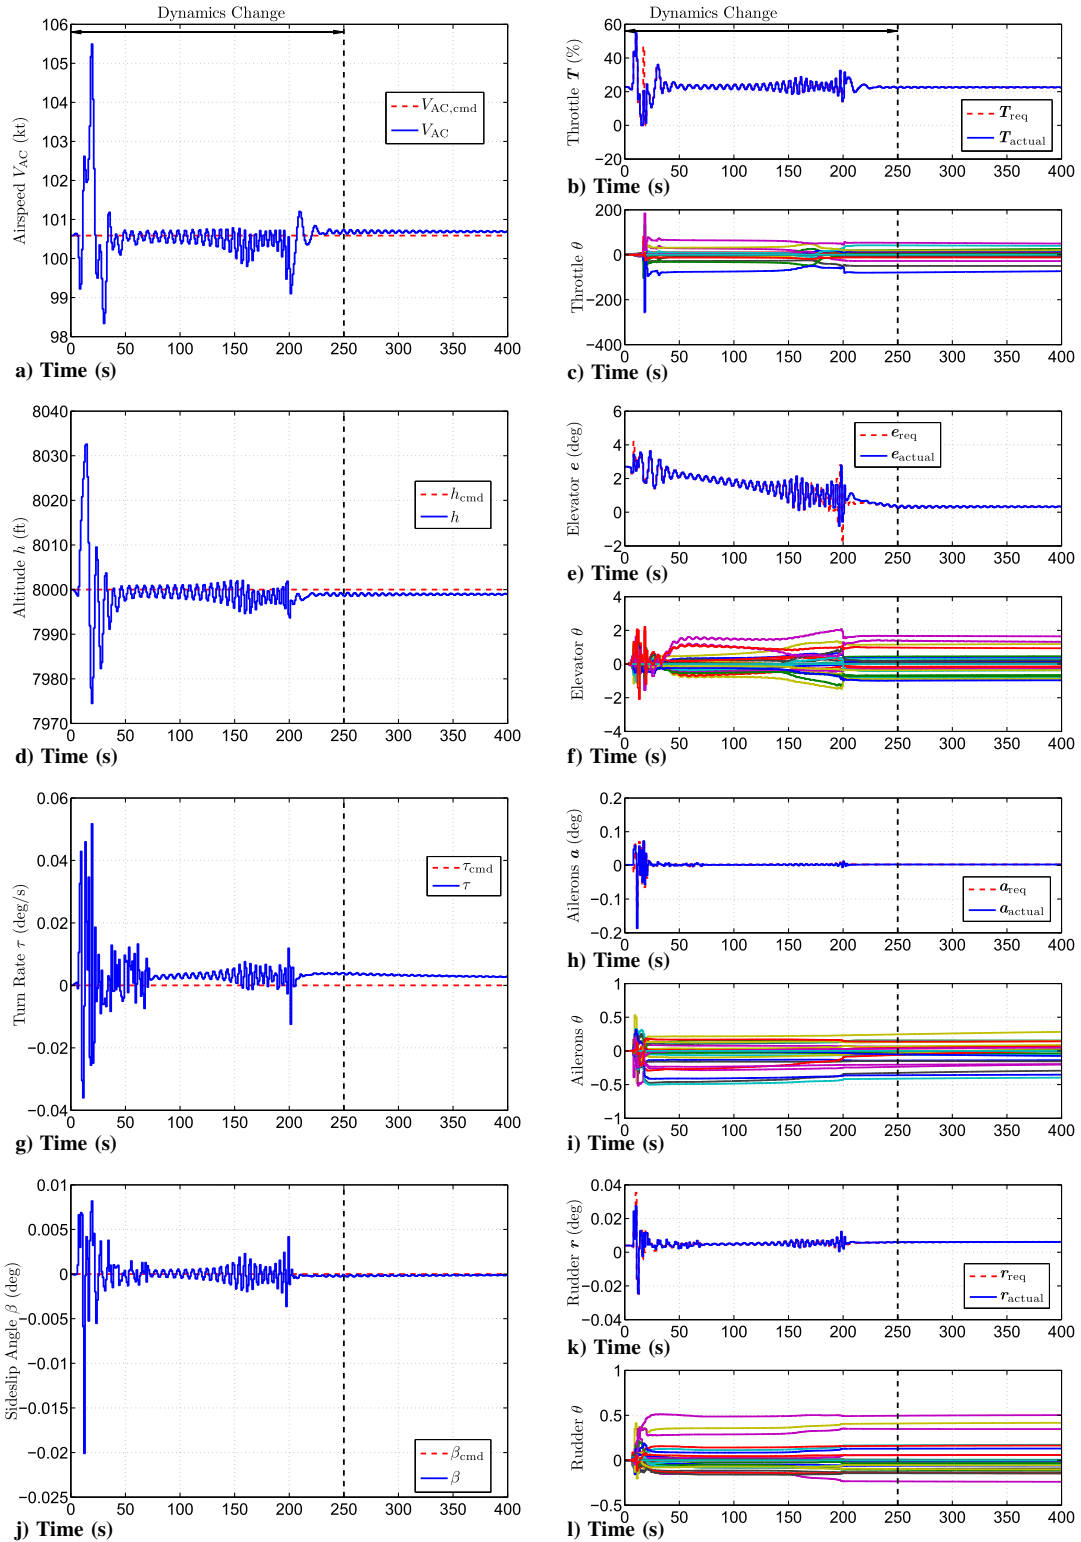 Dynamics Change
106
105
104
103
102
101
100
99
98
Airspeed V_AC (kt)
V_AC,cmd
V_AC
0 50 100 150 200 250 300 350 400
a) Time (s)
Dynamics Change
60
40
20
0
−20
Throttle T (%)
T_req
T_actual
0 50 100 150 200 250 300 350 400
b) Time (s)
200
0
−200
−400
Throttle θ
0 50 100 150 200 250 300 350 400
c) Time (s)
8040
8030
8020
8010
8000
7990
7980
7970
Altitude h (ft)
h_cmd
h
0 50 100 150 200 250 300 350 400
d) Time (s)
6
4
2
0
−2
Elevator e (deg)
e_req
e_actual
0 50 100 150 200 250 300 350 400
e) Time (s)
4
2
0
−2
−4
Elevator θ
0 50 100 150 200 250 300 350 400
f) Time (s)
0.06
0.04
0.02
0
−0.02
−0.04
Turn Rate τ (deg/s)
τ_cmd
τ
0 50 100 150 200 250 300 350 400
g) Time (s)
0.2
0.1
0
−0.1
−0.2
Ailerons a (deg)
a_req
a_actual
0 50 100 150 200 250 300 350 400
h) Time (s)
1
0.5
0
−0.5
−1
Ailerons θ
0 50 100 150 200 250 300 350 400
i) Time (s)
0.01
0.005
0
−0.005
−0.01
−0.015
−0.02
−0.025
Sideslip Angle β (deg)
β_cmd
β
0 50 100 150 200 250 300 350 400
j) Time (s)
0.04
0.02
0
−0.02
−0.04
Rudder r (deg)
r_req
r_actual
0 50 100 150 200 250 300 350 400
k) Time (s)
1
0.5
0
−0.5
Rudder θ
0 50 100 150 200 250 300 350 400
l) Time (s)